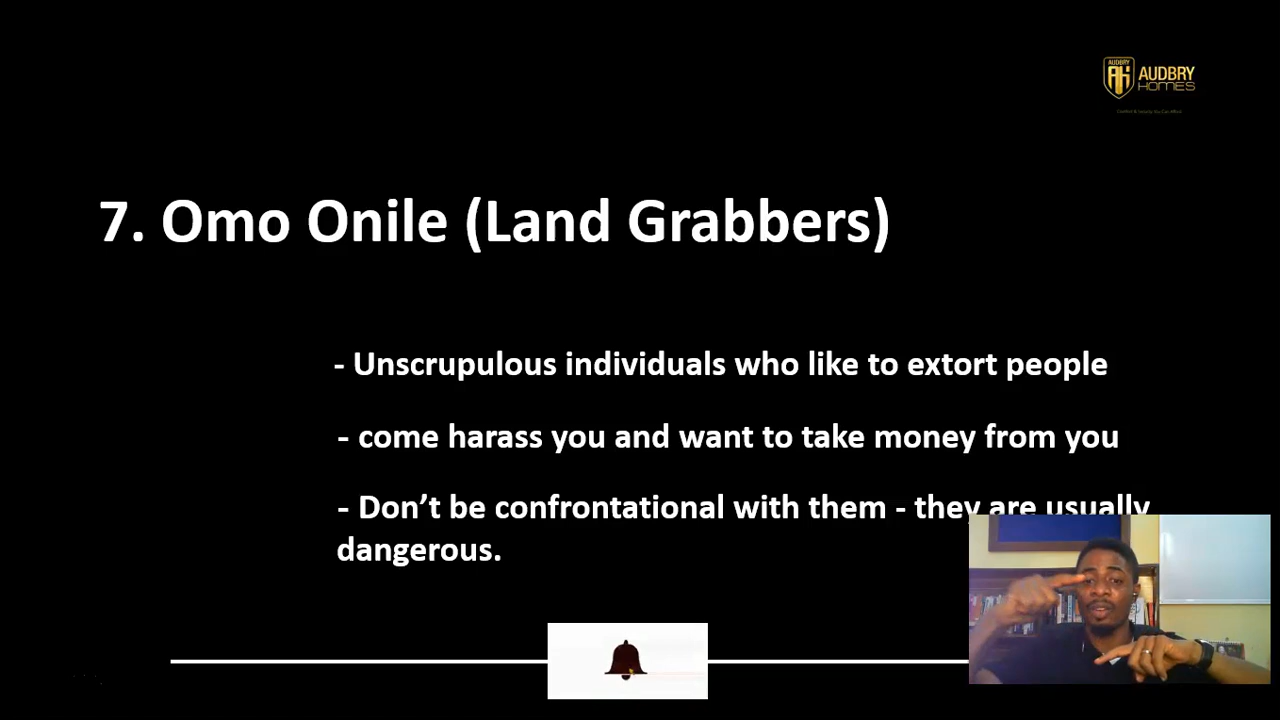 AUDBRY
AUDBRY
HOMES
7. Omo Onile (Land Grabbers)
- Unscrupulous individuals who like to extort people
- come harass you and want to take money from you
- Don’t be confrontational with them - they are usually
dangerous.